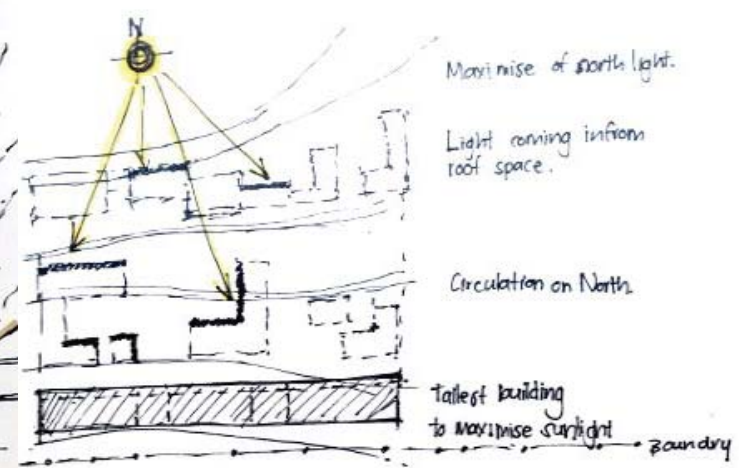 N
Maximise of north light.
Light coming in from
roof space.
Circulation on North
Tallest building
to maximise sunlight
Boundry